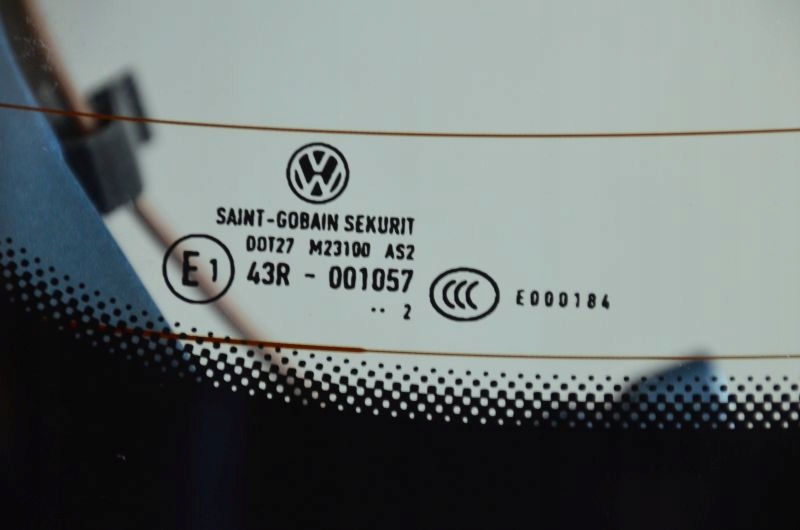 SAINT-GOBAIN SEKURIT
DOT27 M23100 AS2
E1 43R - 001057
CCC E000184
·· 2